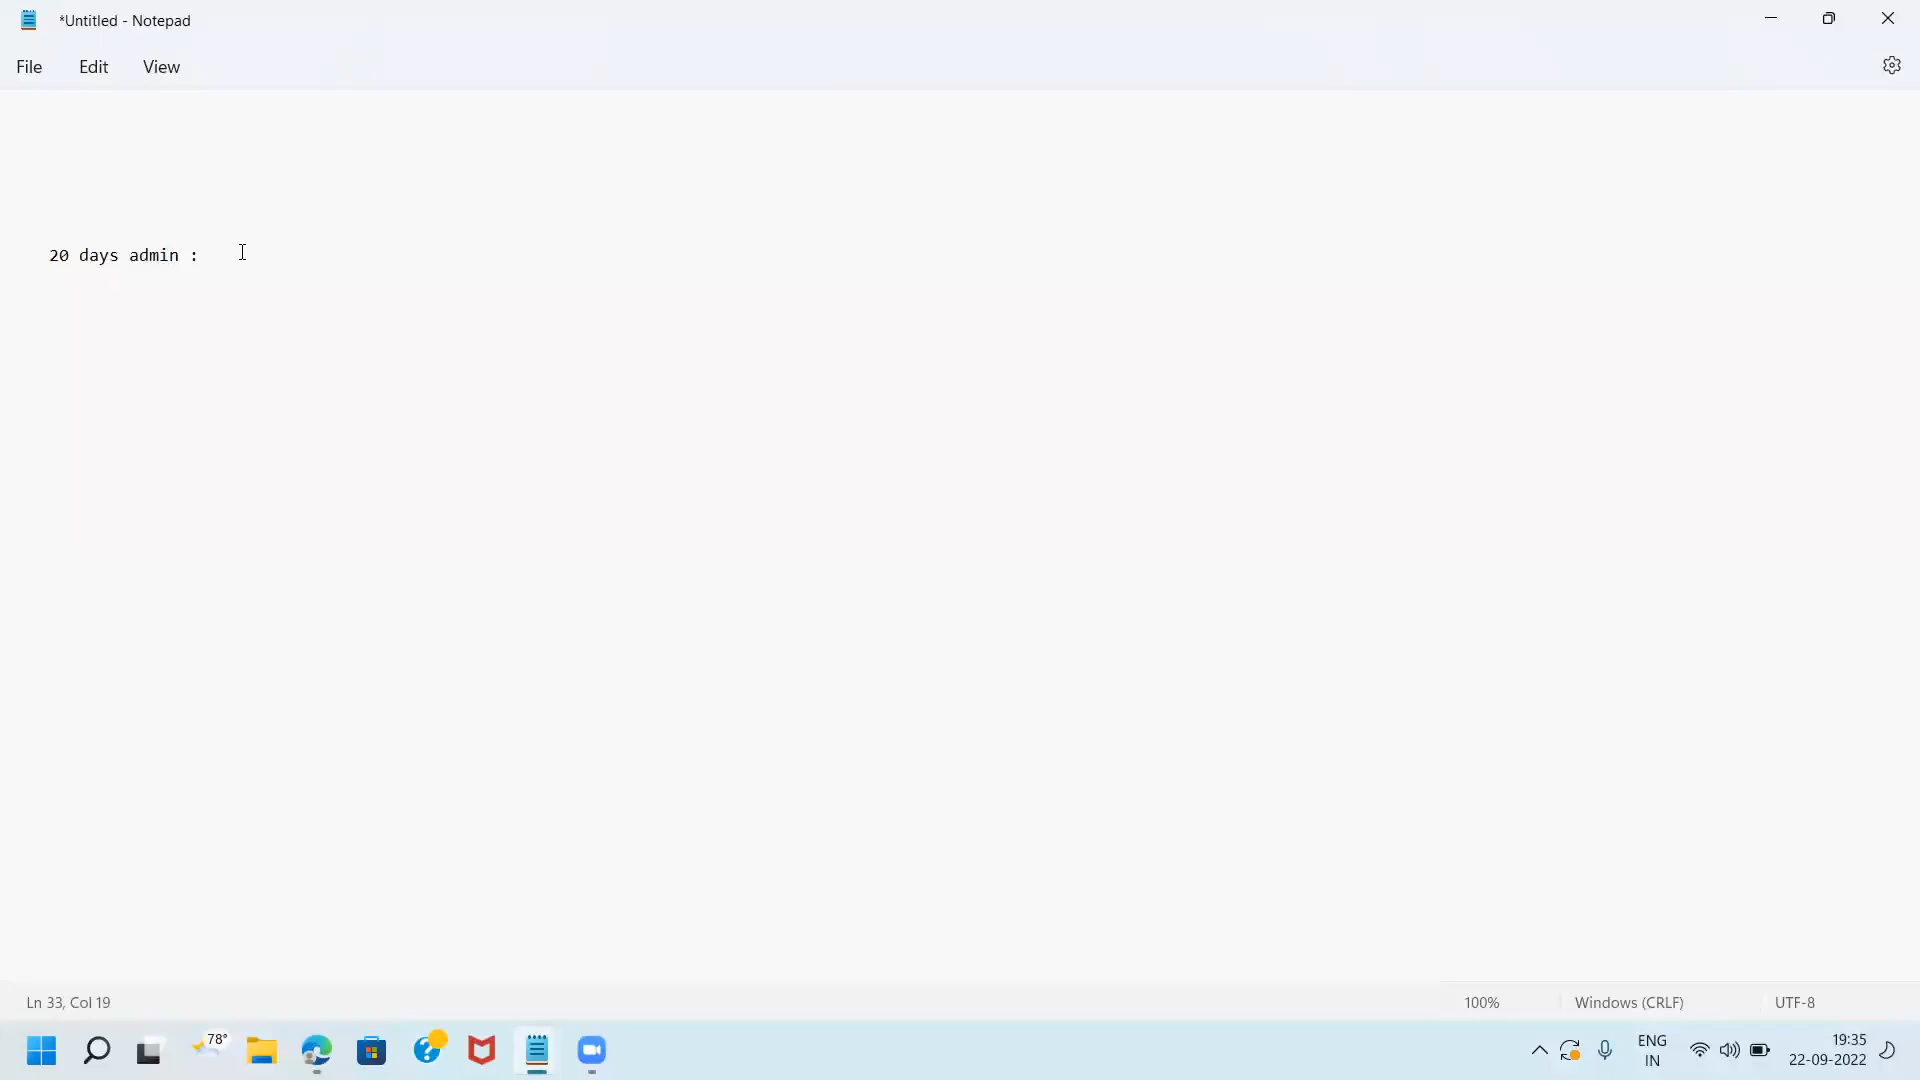 *Untitled - Notepad
File Edit View
20 days admin :
Ln 33, Col 19 100% Windows (CRLF) UTF-8
78° ENG 19:35
IN 22-09-2022